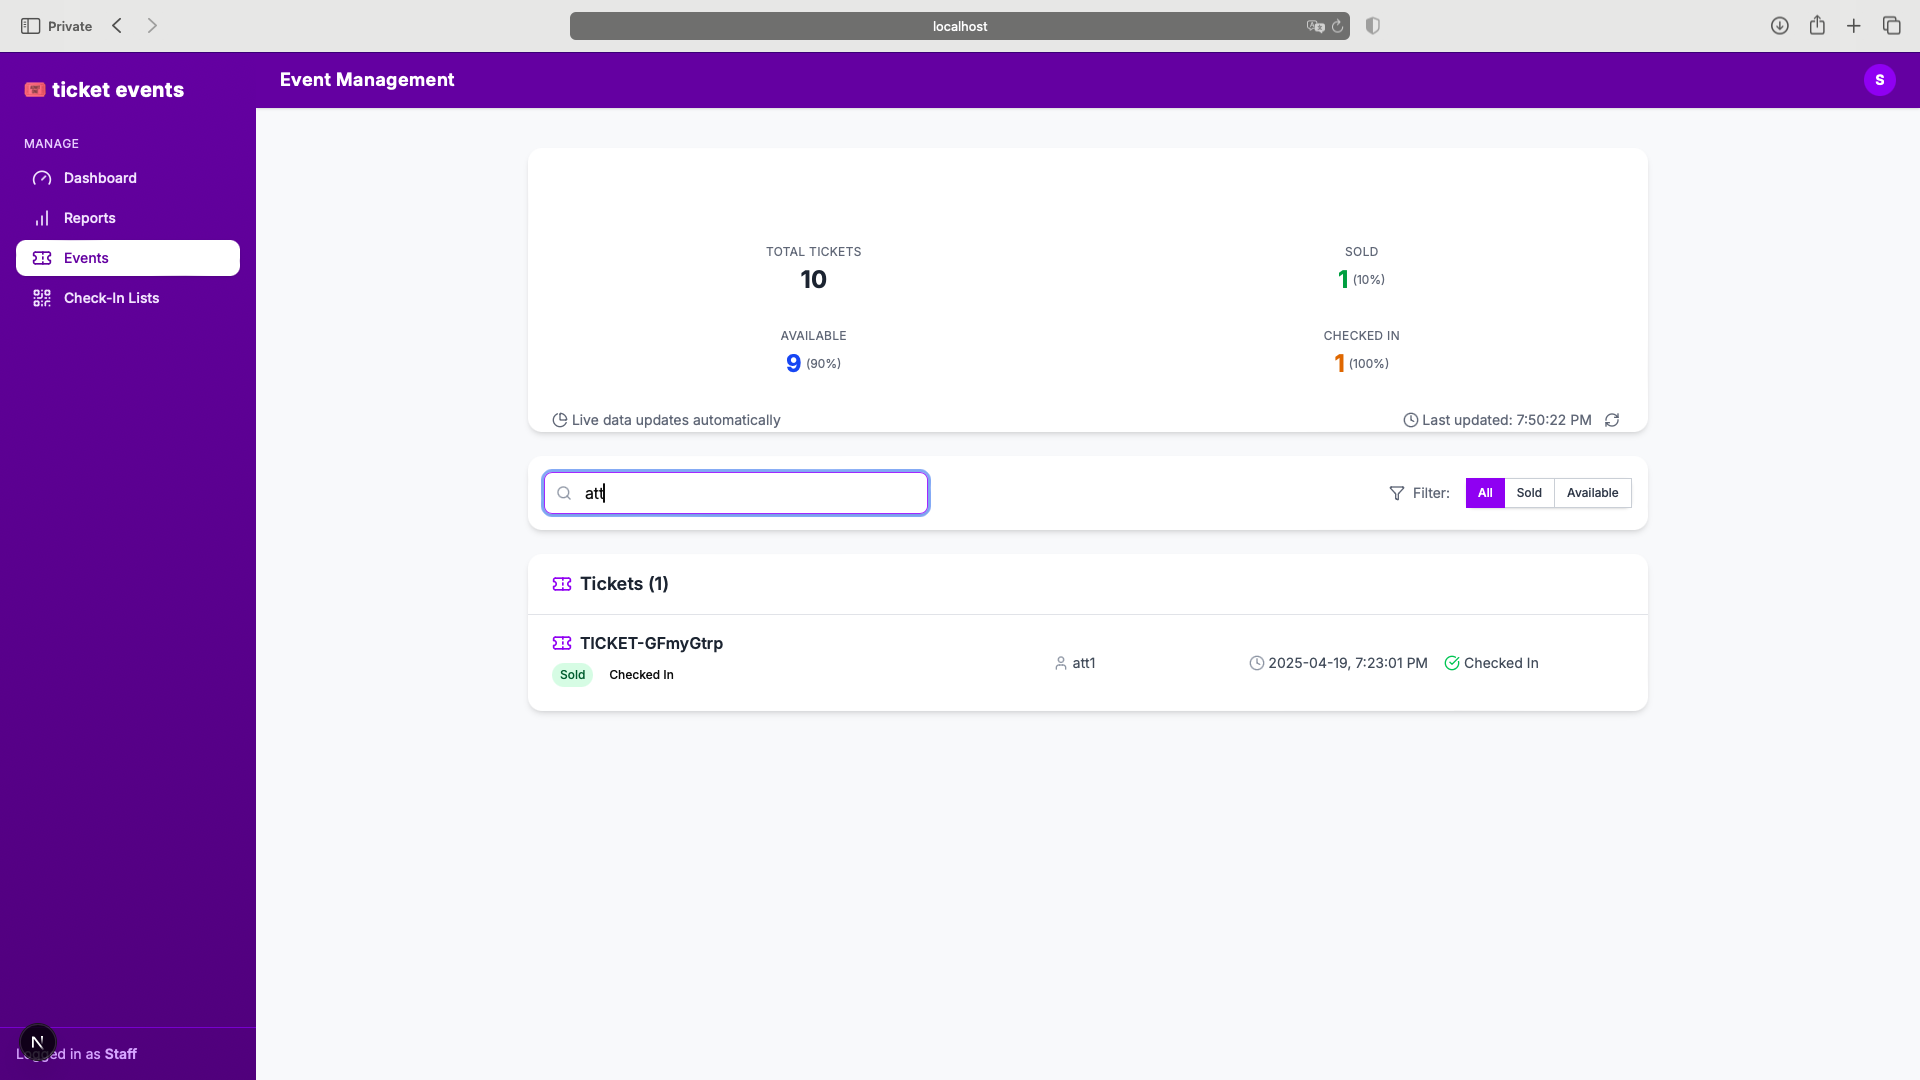 Private
localhost
ticket events
Event Management
S
MANAGE
Dashboard
Reports
Events
Check-In Lists
TOTAL TICKETS
10
SOLD
1 (10%)
AVAILABLE
9 (90%)
CHECKED IN
1 (100%)
Live data updates automatically
Last updated: 7:50:22 PM
att
Filter:
All
Sold
Available
Tickets (1)
TICKET-GFmyGtrp
Sold
Checked In
att1
2025-04-19, 7:23:01 PM
Checked In
N
Logged in as Staff